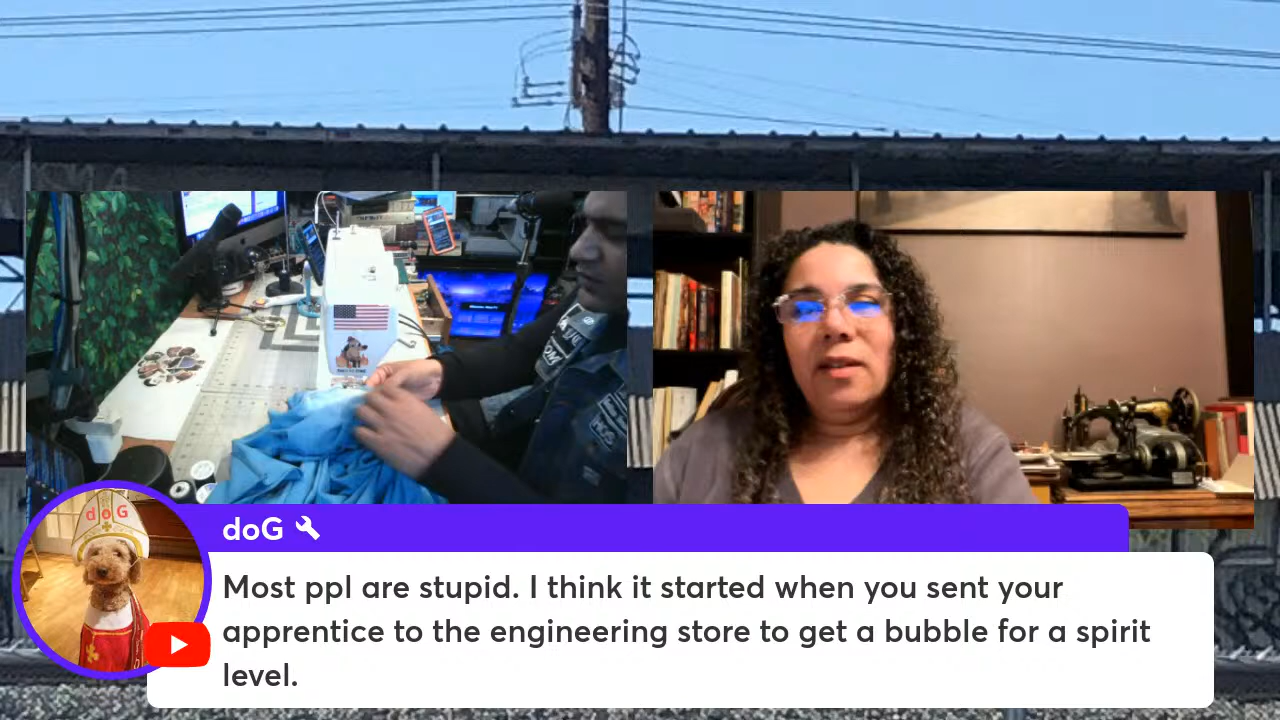 doG
doG
Most ppl are stupid. I think it started when you sent your
apprentice to the engineering store to get a bubble for a spirit
level.